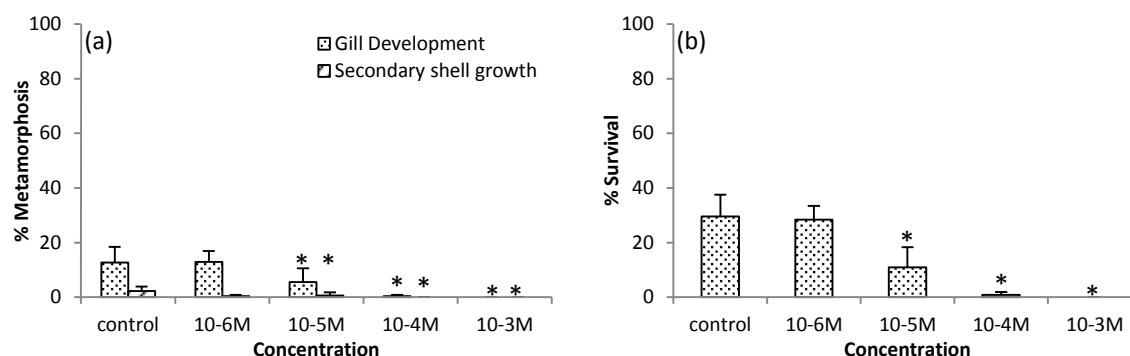 (a)
100
80
60
40
20
0
% Metamorphosis
Gill Development
Secondary shell growth
* *
* *
* *
control 10-6M 10-5M 10-4M 10-3M
Concentration
(b)
100
80
60
40
20
0
% Survival
*
*
*
control 10-6M 10-5M 10-4M 10-3M
Concentration